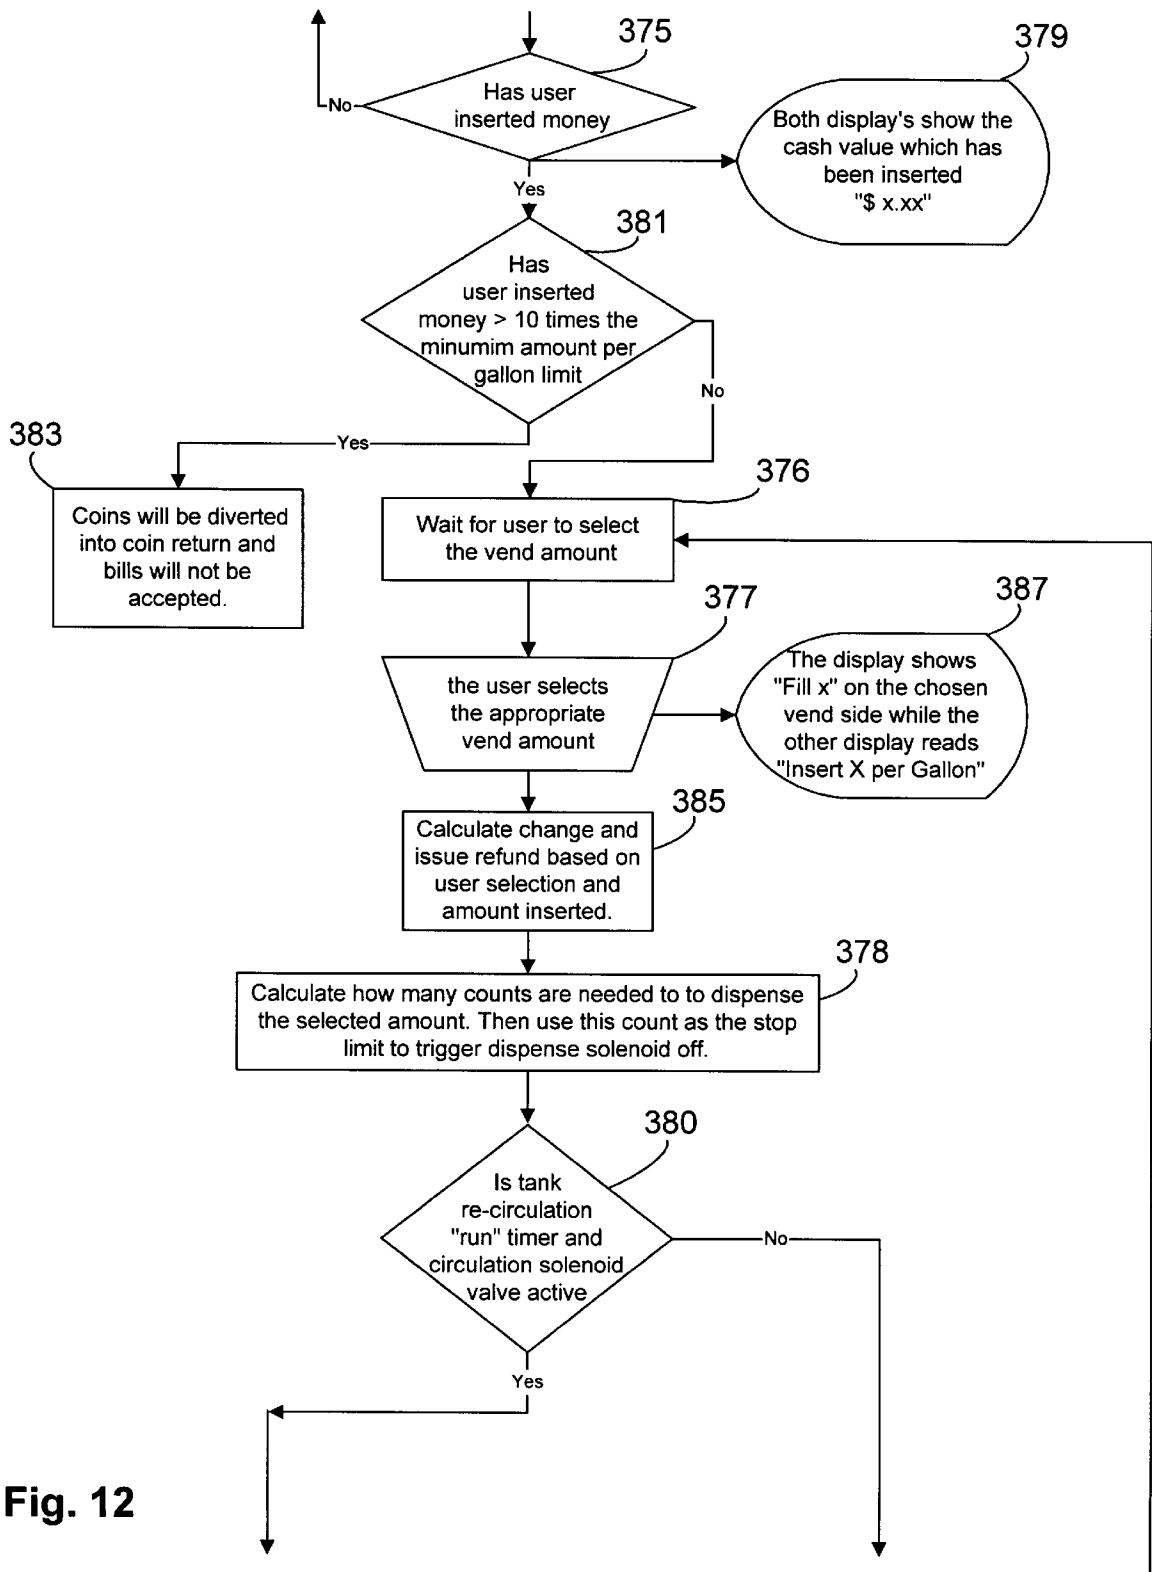 375
379
Has user
inserted money
No
Both display's show the
cash value which has
been inserted
"$ x.xx"
Yes
381
Has
user inserted
money > 10 times the
minumim amount per
gallon limit
No
Yes
383
Coins will be diverted
into coin return and
bills will not be
accepted.
376
Wait for user to select
the vend amount
377
387
the user selects
the appropriate
vend amount
The display shows
"Fill x" on the chosen
vend side while the
other display reads
"Insert X per Gallon"
385
Calculate change and
issue refund based on
user selection and
amount inserted.
378
Calculate how many counts are needed to to dispense
the selected amount. Then use this count as the stop
limit to trigger dispense solenoid off.
380
Is tank
re-circulation
"run" timer and
circulation solenoid
valve active
No
Yes
Fig. 12